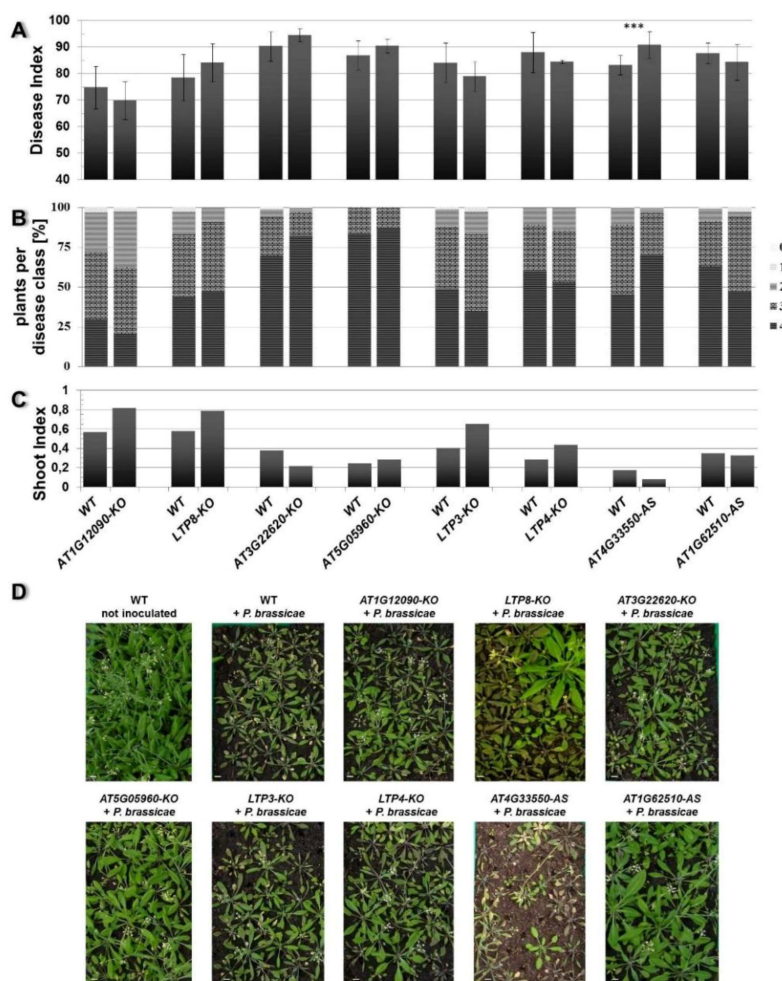 A
Disease Index
100
90
80
70
60
50
40
***
B
plants per
disease class [%]
100
75
50
25
0
1
2
3
C
Shoot Index
1
0,8
0,6
0,4
0,2
0
WT
AT1G12090-KO
WT
LTP8-KO
WT
AT3G22620-KO
WT
AT5G05960-KO
WT
LTP3-KO
WT
LTP4-KO
WT
AT4G33550-AS
WT
AT1G62510-AS
D
WT
not inoculated
WT
+ P. brassicae
AT1G12090-KO
+ P. brassicae
LTP8-KO
+ P. brassicae
AT3G22620-KO
+ P. brassicae
AT5G05960-KO
+ P. brassicae
LTP3-KO
+ P. brassicae
LTP4-KO
+ P. brassicae
AT4G33550-AS
+ P. brassicae
AT1G62510-AS
+ P. brassicae